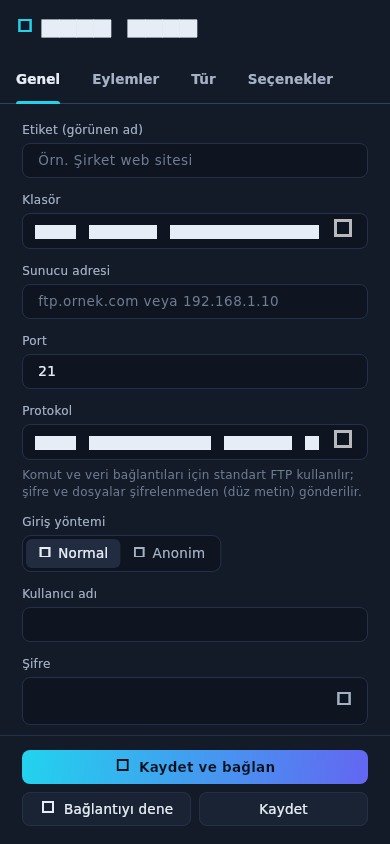 Genel Eylemler Tür Seçenekler
Etiket (görünen ad)
Örn. Şirket web sitesi
Klasör
Sunucu adresi
ftp.ornek.com veya 192.168.1.10
Port
21
Protokol
Komut ve veri bağlantıları için standart FTP kullanılır;
şifre ve dosyalar şifrelenmeden (düz metin) gönderilir.
Giriş yöntemi
Normal Anonim
Kullanıcı adı
Şifre
Kaydet ve bağlan
Bağlantıyı dene Kaydet